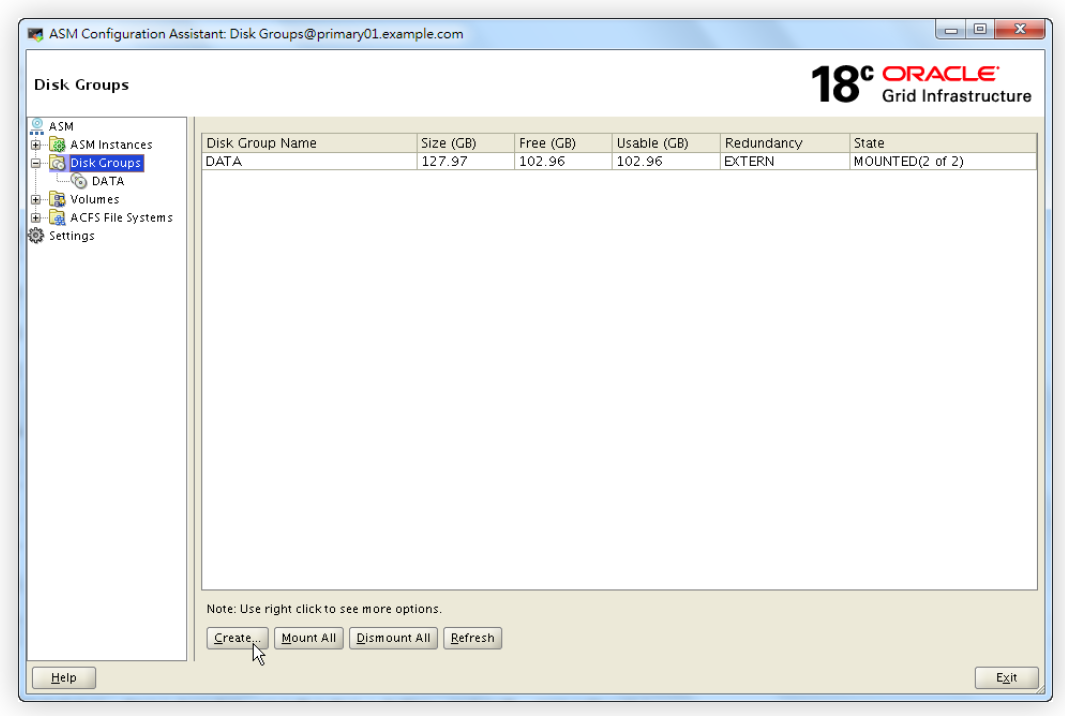 ASM Configuration Assistant: Disk Groups@primary01.example.com
Disk Groups
18c ORACLE
Grid Infrastructure
ASM
ASM Instances
Disk Groups
DATA
Volumes
ACFS File Systems
Settings
Disk Group Name Size (GB) Free (GB) Usable (GB) Redundancy State
DATA 127.97 102.96 102.96 EXTERN MOUNTED(2 of 2)
Note: Use right click to see more options.
Create... Mount All Dismount All Refresh
Help Exit